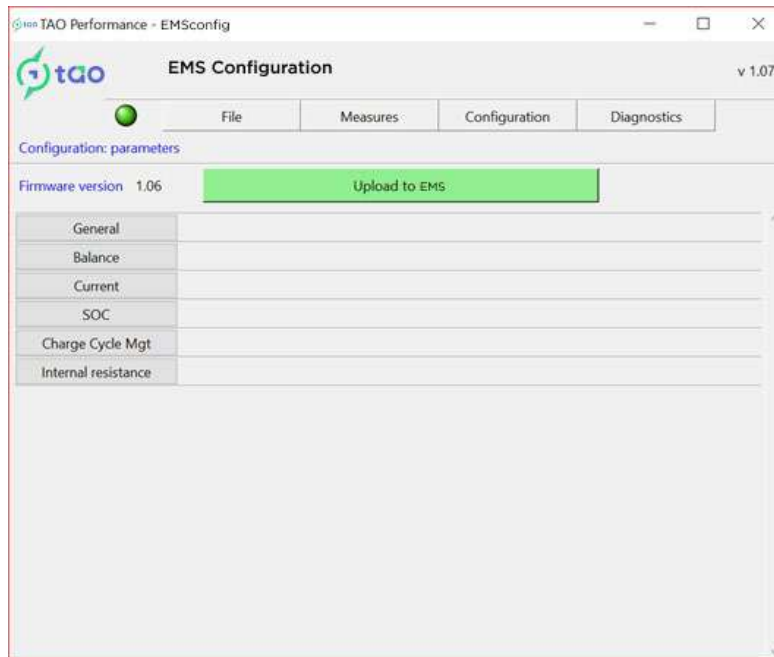 tao TAO Performance - EMSconfig
tao EMS Configuration v 1.07
File Measures Configuration Diagnostics
Configuration: parameters
Firmware version 1.06 Upload to EMS
General
Balance
Current
SOC
Charge Cycle Mgt
Internal resistance